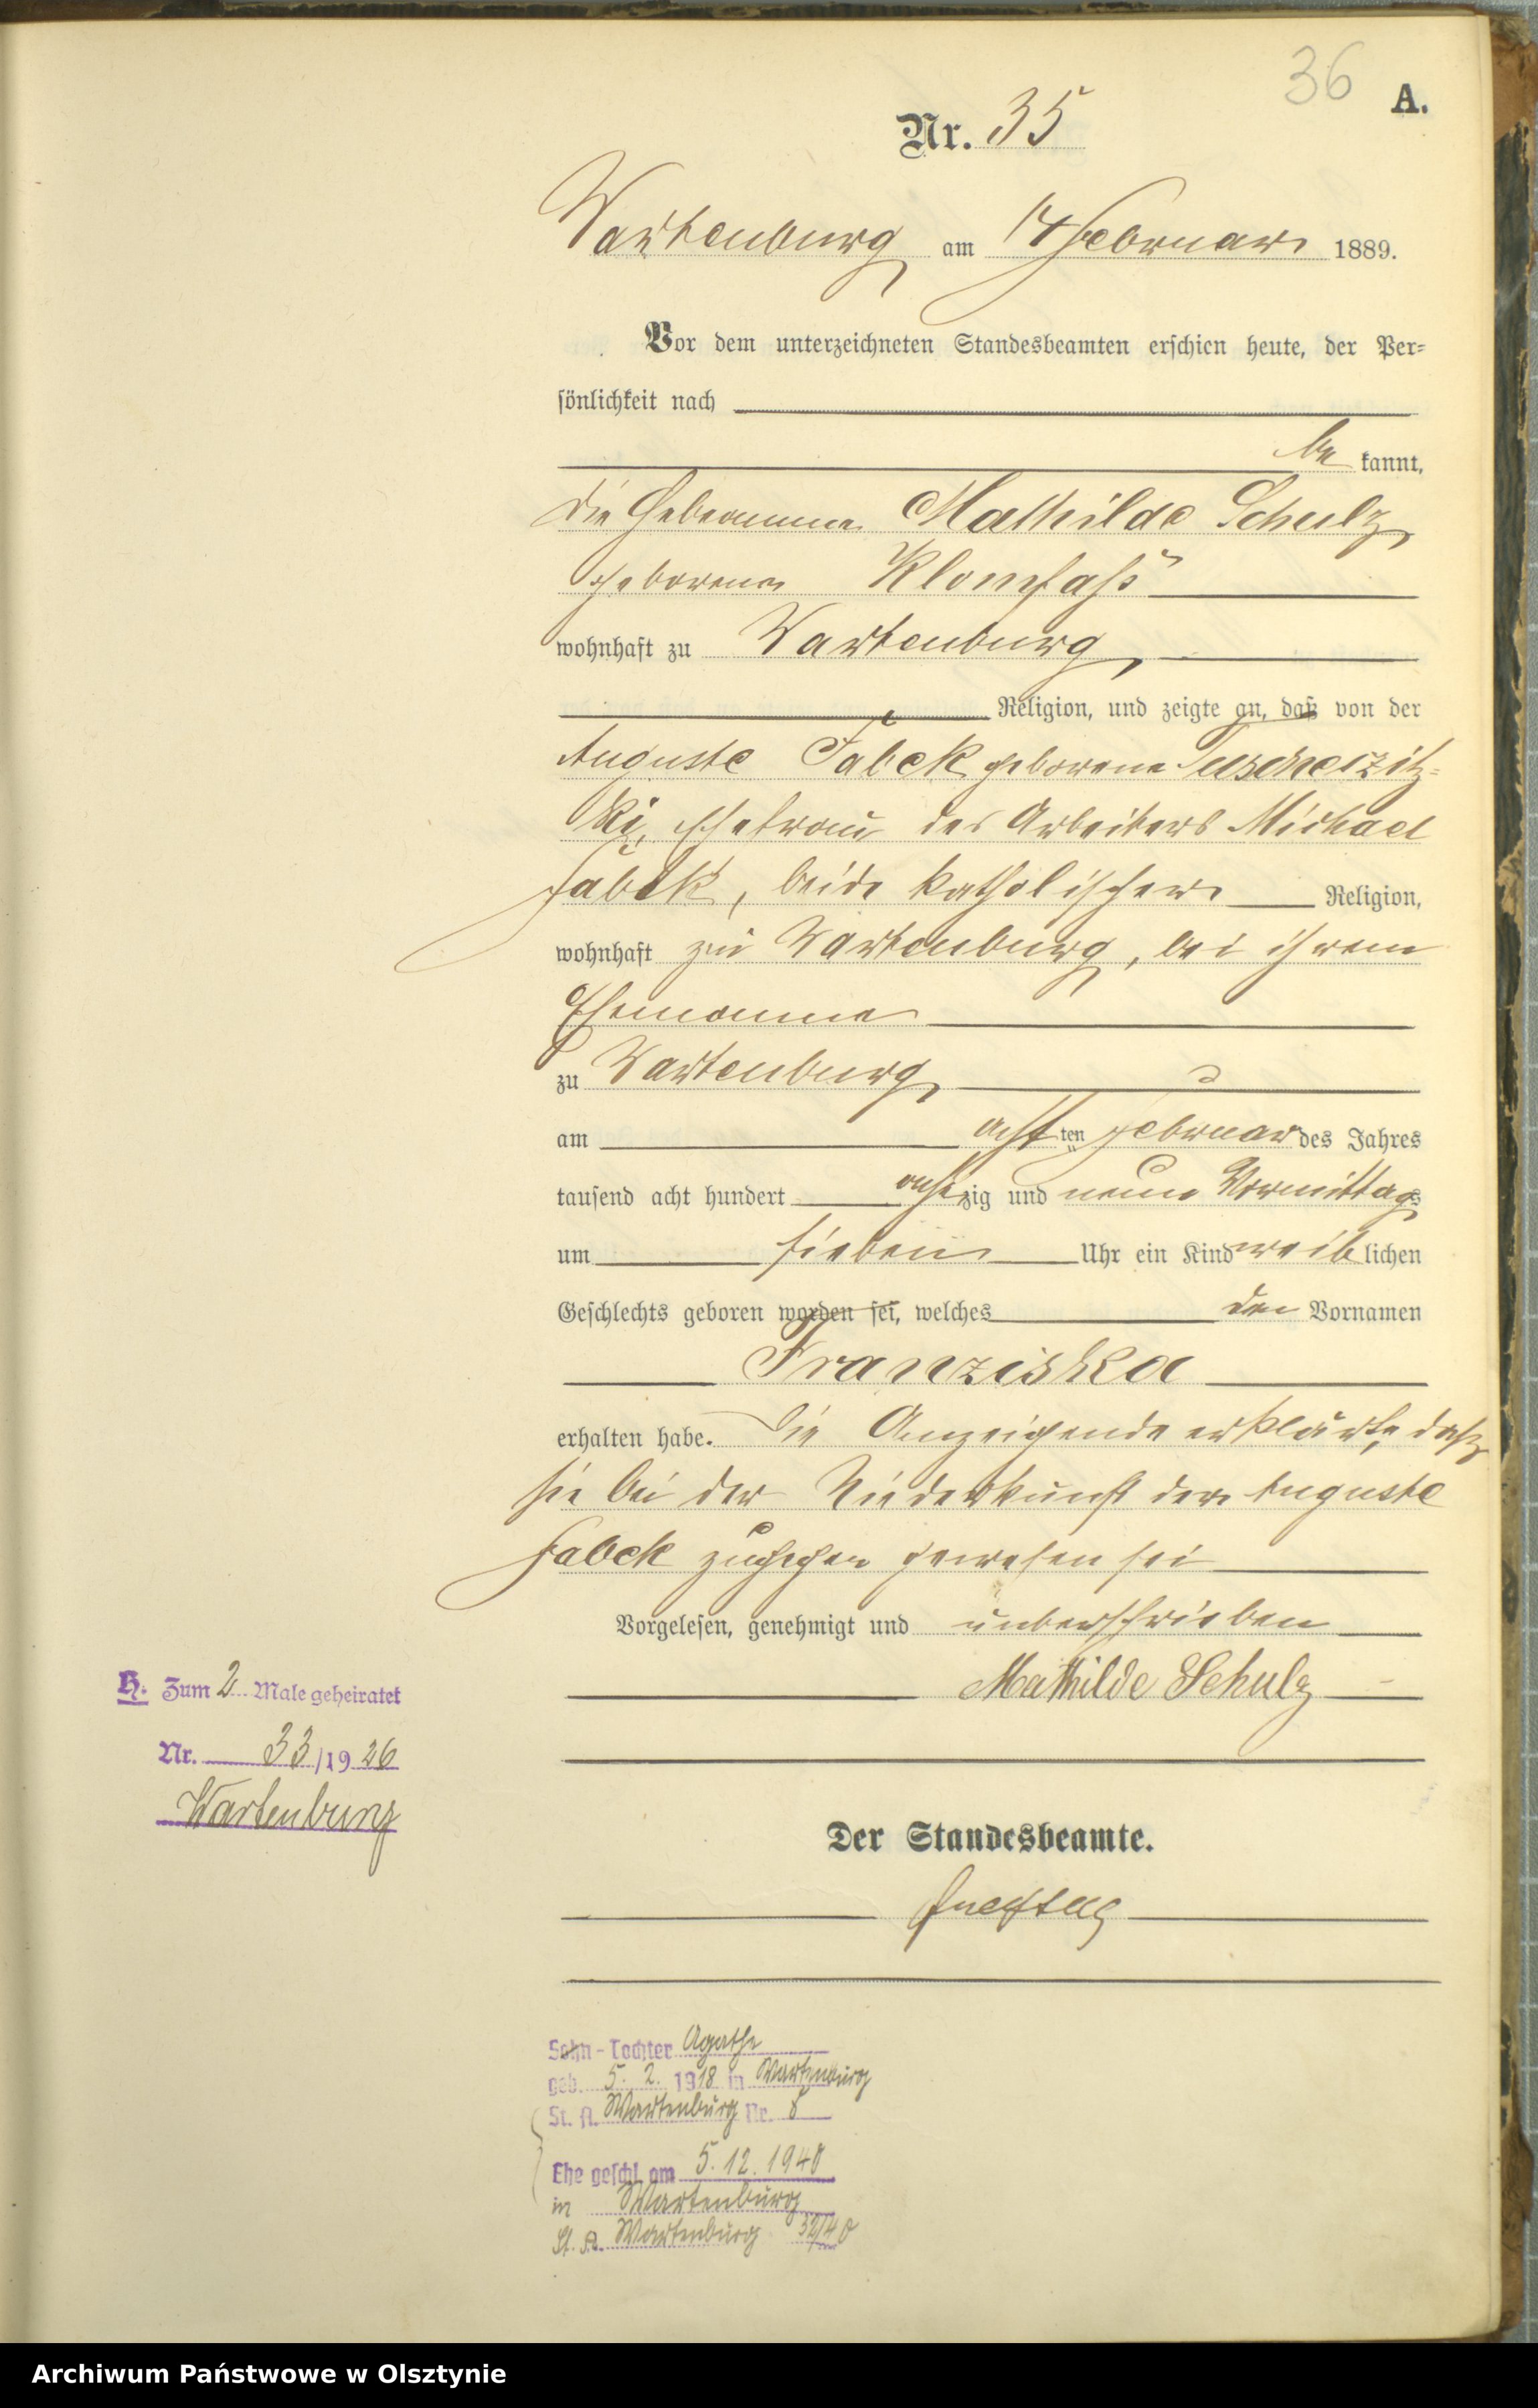 36
A.
Nr. 35
Wartenburg am 14 Februar 1889.
Vor dem unterzeichneten Standesbeamten erschien heute, der Per-
sönlichkeit nach
be kannt,
die Hebeamme Mathilde Schulz
geborene Klomfaß
wohnhaft zu Wartenburg,
Religion, und zeigte an, daß von der
Auguste Fabek geborene
ki, Ehefrau des Arbeiters Michael
Fabek, beide katholischer Religion,
wohnhaft zu Wartenburg, bei ihrem
Ehemanne
zu Wartenburg,
am achtten Februar des Jahres
tausend acht hundert achtzig und neun Vormittags
um sieben Uhr ein Kind weiblichen
Geschlechts geboren worden sei, welches den Vornamen
Franziska
erhalten habe. Die Anzeigende erklärte, daß
sie bei der Niederkunft der Auguste
Fabek zugegen gewesen sei
Vorgelesen, genehmigt und unterschrieben
Mathilde Schulz
H. Zum 2 Male geheiratet
Nr. 33/1926
Wartenburg
Der Standesbeamte.
Sohn-Tochter Agathe
geb. 5. 2. 1918 in Wartenburg
St. A. Wartenburg Nr. 8
Ehe geschl. am 5. 12. 1940
in Wartenburg
St. A. Wartenburg 32/40
Archiwum Państwowe w Olsztynie